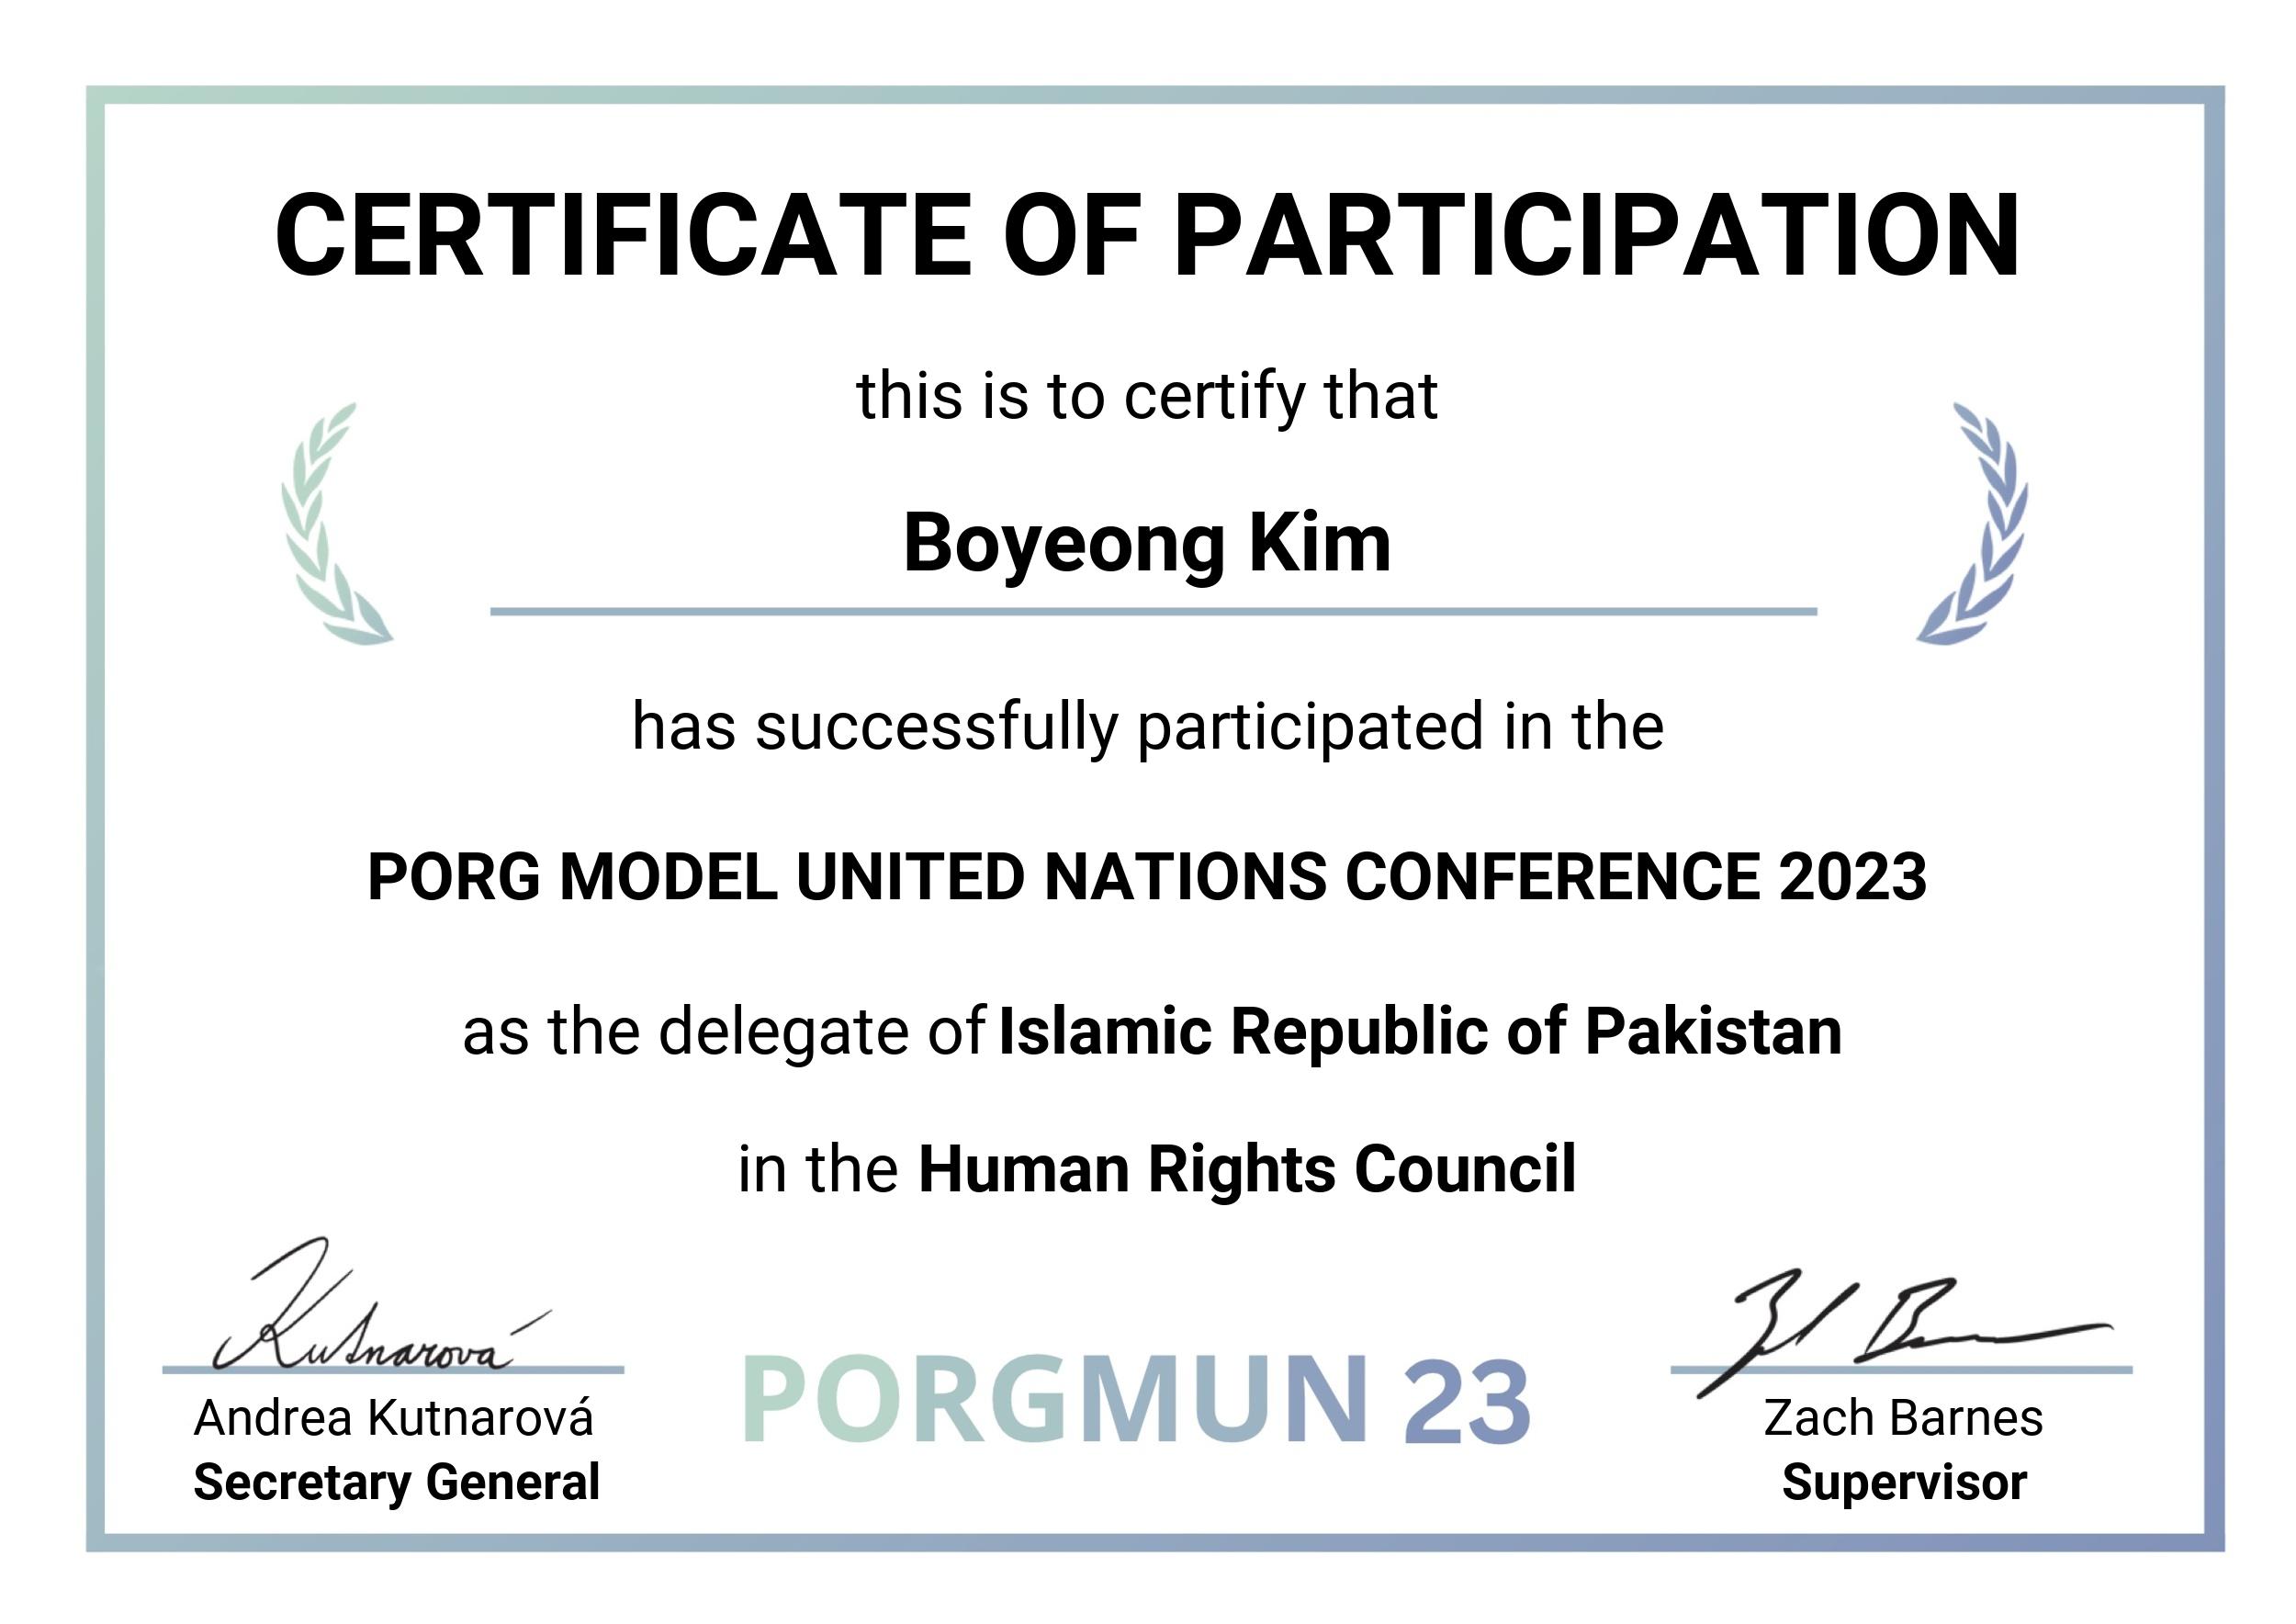 CERTIFICATE OF PARTICIPATION
this is to certify that
Boyeong Kim
has successfully participated in the
PORG MODEL UNITED NATIONS CONFERENCE 2023
as the delegate of Islamic Republic of Pakistan
in the Human Rights Council
Kutnarová
Andrea Kutnarová
Secretary General
PORGMUN 23
Zach Barnes
Supervisor